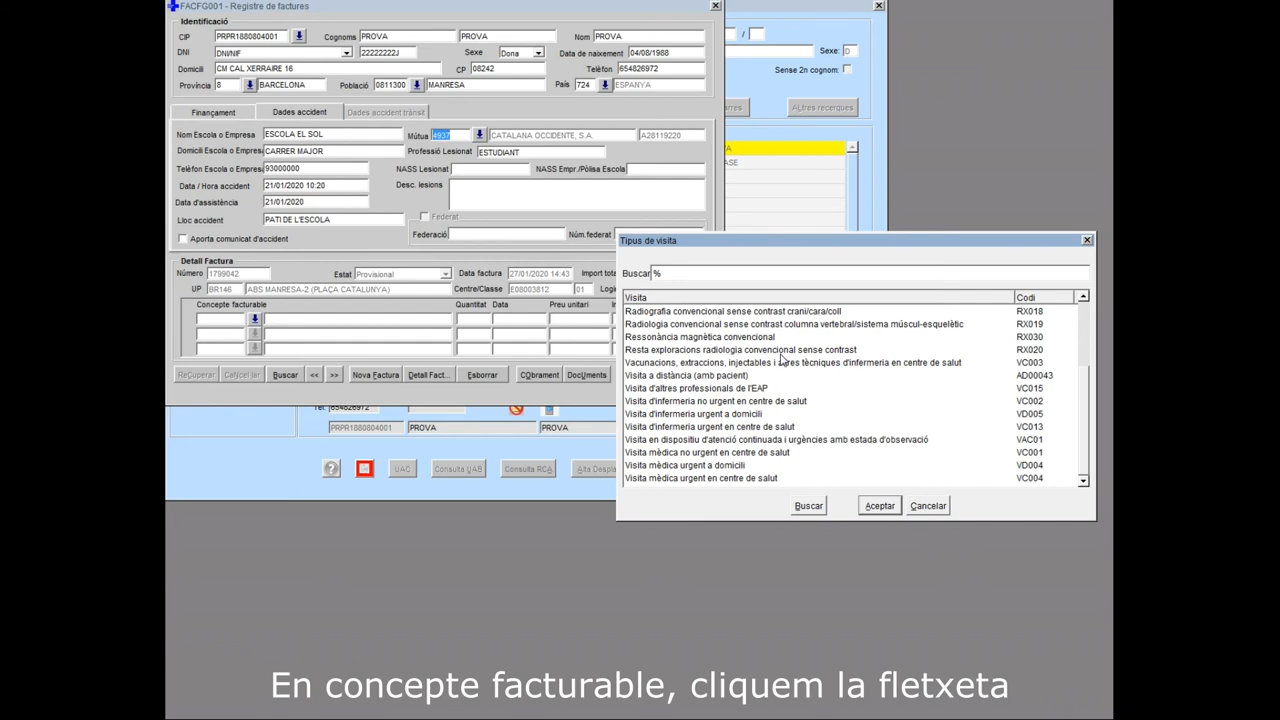 FACFG001 - Registre de factures
Identificació
CIP PRPR1880804001 Cognoms PROVA PROVA Nom PROVA
DNI DNI/NIF 22222222J Sexe Dona Data de naixement 04/08/1988
Domicili CM CAL XERRAIRE 16 CP 08242 Telèfon 654826972
Província 8 BARCELONA Població 0811300 MANRESA País 724 ESPANYA
Finançament Dades accident Dades accident trànsit
Nom Escola o Empresa ESCOLA EL SOL Mútua 4937 CATALANA OCCIDENTE, S.A. A28119220
Domicili Escola o Empresa CARRER MAJOR Professió Lesionat ESTUDIANT
Telèfon Escola o Empresa 93000000 NASS Lesionat NASS Empr./Pòlisa Escola
Data / Hora accident 21/01/2020 10:20 Desc. lesions
Data d'assistència 21/01/2020
Lloc accident PATI DE L'ESCOLA Federat
Aporta comunicat d'accident Federació Núm.federat
Detall Factura
Número 1799042 Estat Provisional Data factura 27/01/2020 14:43 Import tota
UP BR146 ABS MANRESA-2 (PLAÇA CATALUNYA) Centre/Classe E08003812 01 Logi
Concepte facturable Quantitat Data Preu unitari
ReCuperar CaNcel·lar Buscar << >> Nova Factura Detall Fact... Esborrar CObrament DocUments
/
Sexe: D
Sense 2n cognom:
arres ALtres recerques
A
ASE
Tel. 654826972
PRPR1880804001 PROVA PROVA
? UAC Consulta UAB Consulta RCA Alta Despla
Tipus de visita
Buscar %
Visita Codi
Radiografia convencional sense contrast crani/cara/coll RX018
Radiologia convencional sense contrast columna vertebral/sistema múscul-esquelètic RX019
Ressonància magnètica convencional RX030
Resta exploracions radiologia convencional sense contrast RX020
Vacunacions, extraccions, injectables i altres tècniques d'infermeria en centre de salut VC003
Visita a distància (amb pacient) AD00043
Visita d'altres professionals de l'EAP VC015
Visita d'infermeria no urgent en centre de salut VC002
Visita d'infermeria urgent a domicili VD005
Visita d'infermeria urgent en centre de salut VC013
Visita en dispositiu d'atenció continuada i urgències amb estada d'observació VAC01
Visita mèdica no urgent en centre de salut VC001
Visita mèdica urgent a domicili VD004
Visita mèdica urgent en centre de salut VC004
Buscar Aceptar Cancelar
En concepte facturable, cliquem la fletxeta